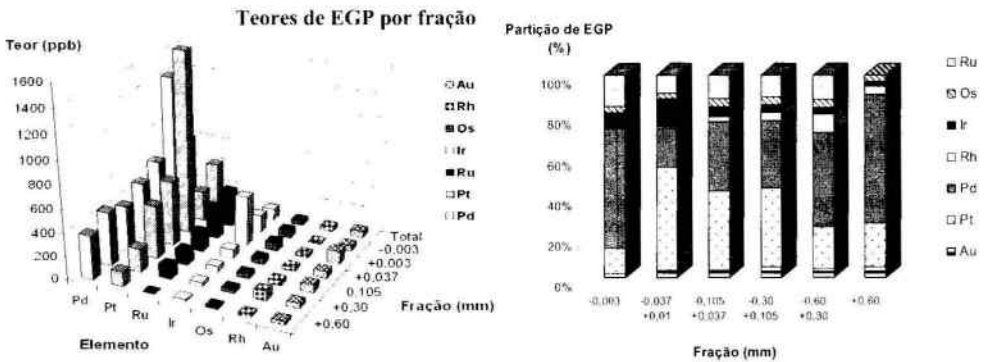 Teores de EGP por fração
Teor (ppb)
1600
1400
1200
1000
800
600
400
200
0
Au
Rh
Os
Ir
Ru
Pt
Pd
Pd
Pt
Ru
Ir
Os
Rh
Au
Elemento
Total
-0.003
+0.003
+0.037
0,105
+0,30
+0.60
Fração (mm)
Partição de EGP
(%)
100%
80%
60%
40%
20%
0%
Ru
Os
Ir
Rh
Pd
Pt
Au
-0,003 -0,037 0,105 -0,30 -0,60 +0,60
+0,01 +0,037 +0,105 +0,30
Fração (mm)